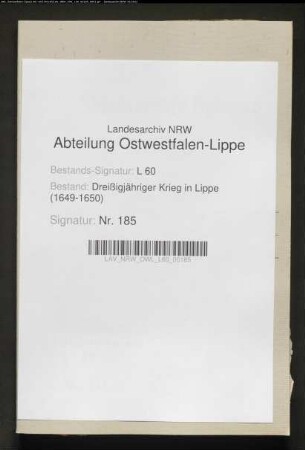 Landesarchiv NRW
Abteilung Ostwestfalen-Lippe
Bestands-Signatur: L 60
Bestand: Dreißigjähriger Krieg in Lippe
(1649-1650)
Signatur: Nr. 185